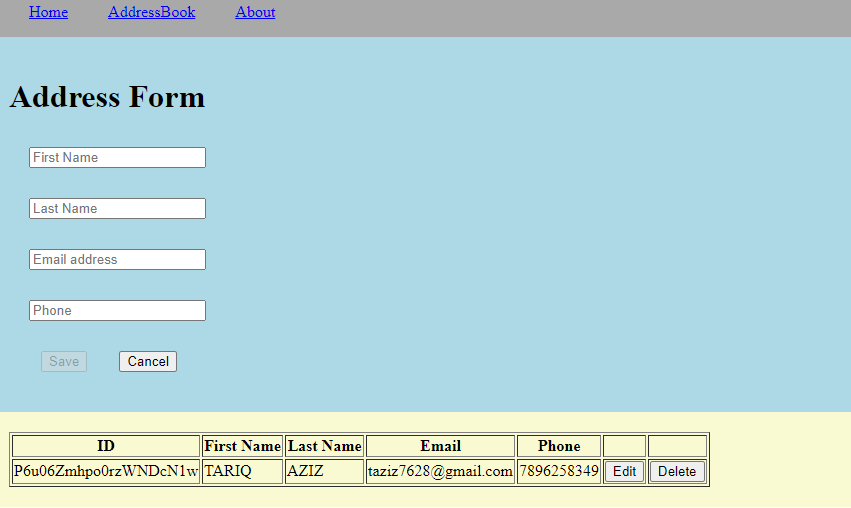 Home AddressBook About
Address Form
First Name
Last Name
Email address
Phone
Save Cancel
ID First Name Last Name Email Phone
P6u06Zmhpo0rzWNDcN1w TARIQ AZIZ taziz7628@gmail.com 7896258349 Edit Delete